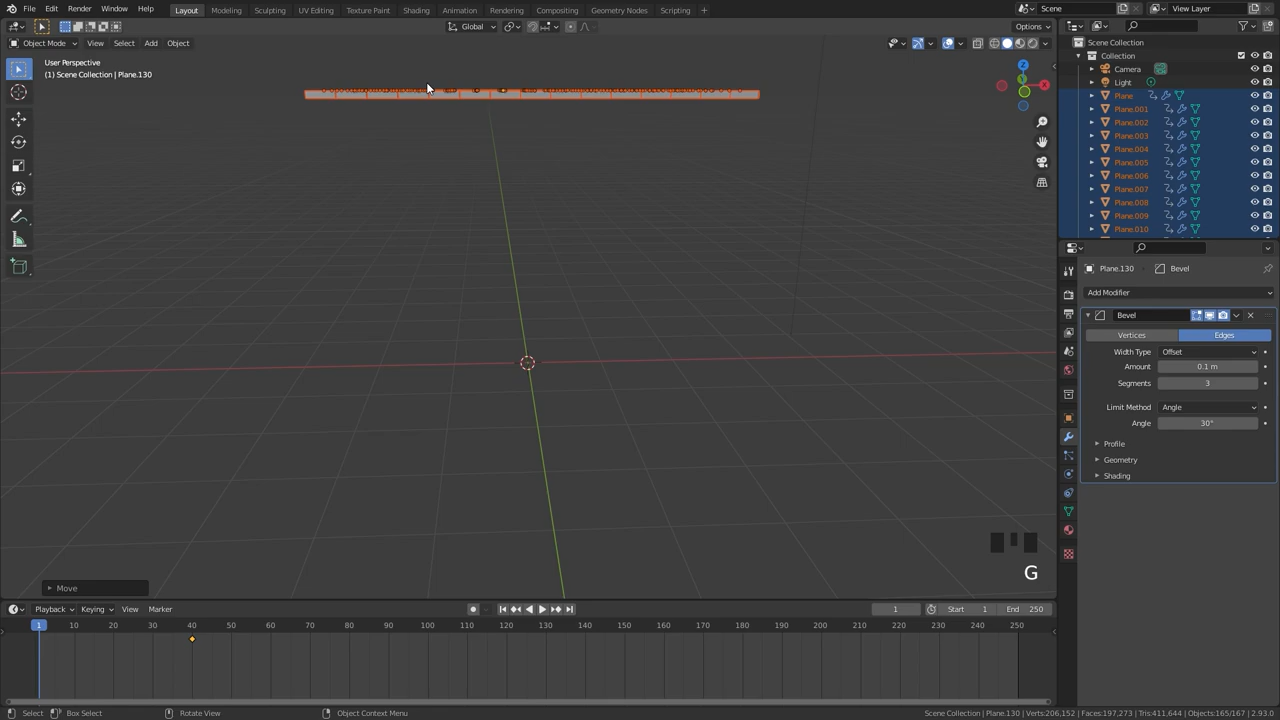 File Edit Render Window Help Layout Modeling Sculpting UV Editing Texture Paint Shading Animation Rendering Compositing Geometry Nodes Scripting + Scene View Layer
Global Options
Object Mode View Select Add Object
User Perspective
(1) Scene Collection | Plane.130
Z
X
Scene Collection
Collection
Camera
Light
Plane
Plane.001
Plane.002
Plane.003
Plane.004
Plane.005
Plane.006
Plane.007
Plane.008
Plane.009
Plane.010
Plane.130 Bevel
Add Modifier
Bevel
Vertices Edges
Width Type Offset
Amount 0.1 m
Segments 3
Limit Method Angle
Angle 30°
Profile
Geometry
Shading
G
Move
Playback Keying View Marker 1 Start 1 End 250
1 10 20 30 40 50 60 70 80 90 100 110 120 130 140 150 160 170 180 190 200 210 220 230 240 250
Select Box Select Rotate View Object Context Menu Scene Collection | Plane.130 | Verts:206,152 | Faces:197,273 | Tris:411,644 | Objects:165/167 | 2.93.0